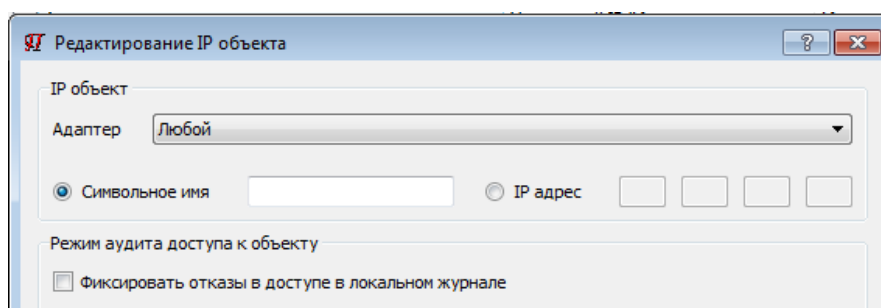 Редактирование IP объекта
IP объект
Адаптер Любой
Символьное имя IP адрес
Режим аудита доступа к объекту
Фиксировать отказы в доступе в локальном журнале